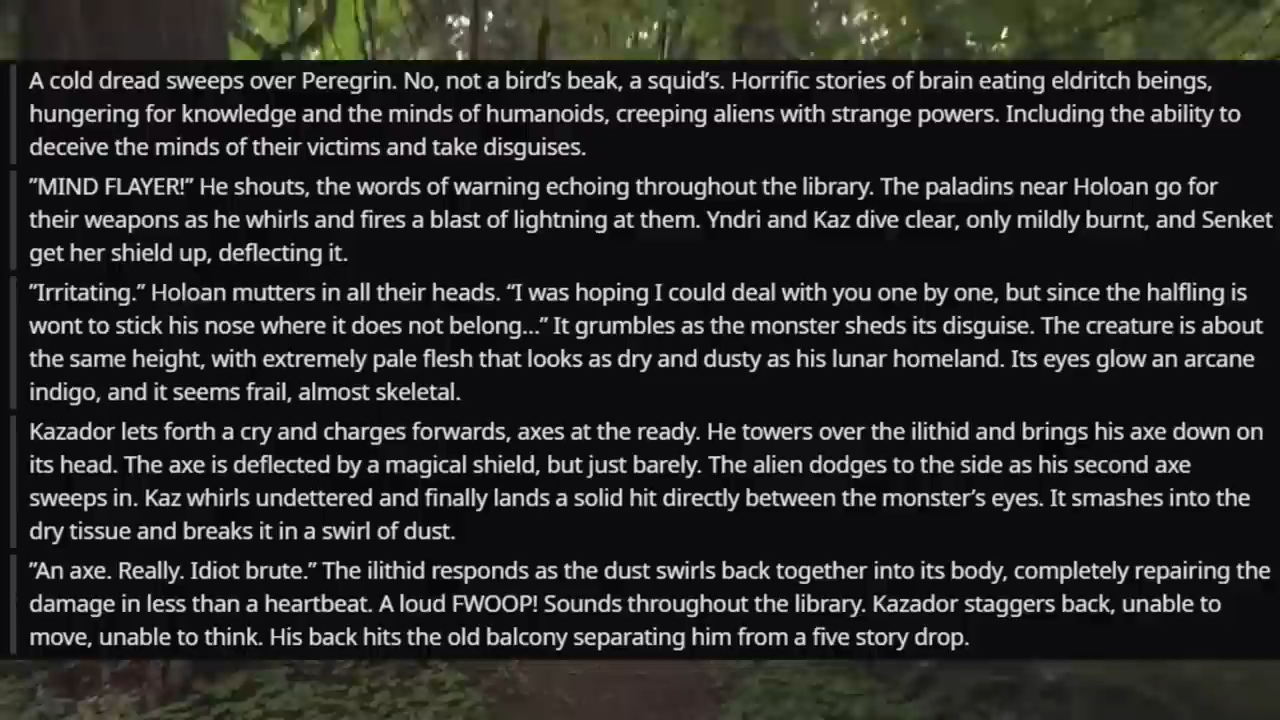 A cold dread sweeps over Peregrin. No, not a bird’s beak, a squid’s. Horrific stories of brain eating eldritch beings,
hungering for knowledge and the minds of humanoids, creeping aliens with strange powers. Including the ability to
deceive the minds of their victims and take disguises.
”MIND FLAYER!” He shouts, the words of warning echoing throughout the library. The paladins near Holoan go for
their weapons as he whirls and fires a blast of lightning at them. Yndri and Kaz dive clear, only mildly burnt, and Senket
get her shield up, deflecting it.
”Irritating.” Holoan mutters in all their heads. “I was hoping I could deal with you one by one, but since the halfling is
wont to stick his nose where it does not belong...” It grumbles as the monster sheds its disguise. The creature is about
the same height, with extremely pale flesh that looks as dry and dusty as his lunar homeland. Its eyes glow an arcane
indigo, and it seems frail, almost skeletal.
Kazador lets forth a cry and charges forwards, axes at the ready. He towers over the ilithid and brings his axe down on
its head. The axe is deflected by a magical shield, but just barely. The alien dodges to the side as his second axe
sweeps in. Kaz whirls undettered and finally lands a solid hit directly between the monster’s eyes. It smashes into the
dry tissue and breaks it in a swirl of dust.
”An axe. Really. Idiot brute.” The ilithid responds as the dust swirls back together into its body, completely repairing the
damage in less than a heartbeat. A loud FWOOP! Sounds throughout the library. Kazador staggers back, unable to
move, unable to think. His back hits the old balcony separating him from a five story drop.